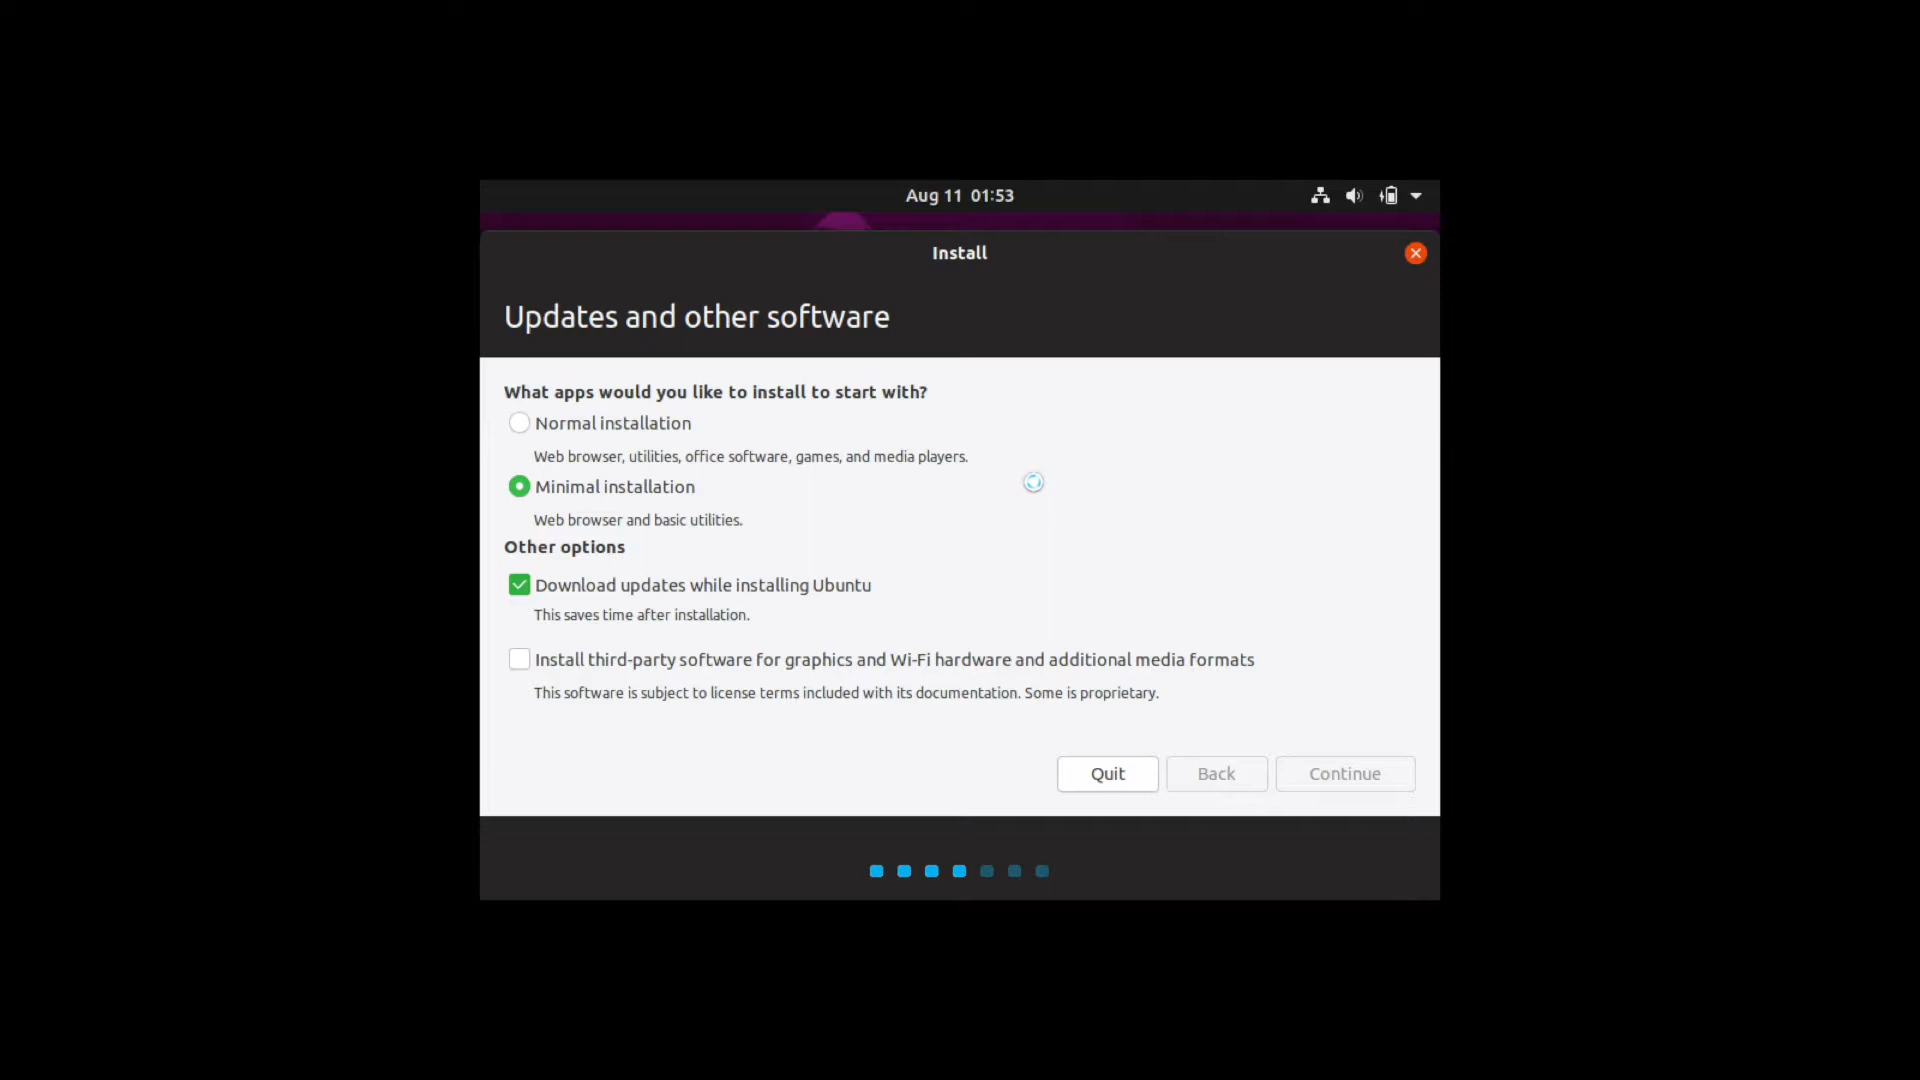 Aug 11 01:53
Install
Updates and other software
What apps would you like to install to start with?
Normal installation
Web browser, utilities, office software, games, and media players.
Minimal installation
Web browser and basic utilities.
Other options
Download updates while installing Ubuntu
This saves time after installation.
Install third-party software for graphics and Wi-Fi hardware and additional media formats
This software is subject to license terms included with its documentation. Some is proprietary.
Quit Back Continue